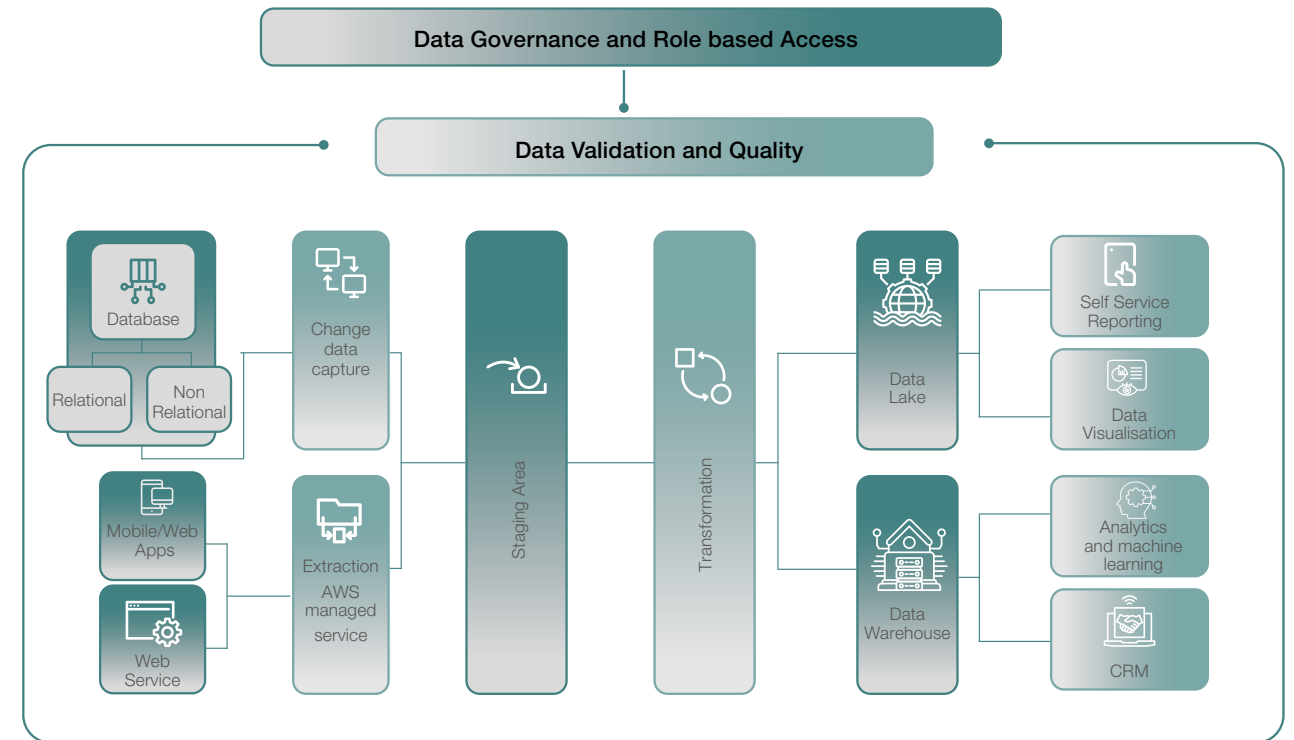 Data Governance and Role based Access
Data Validation and Quality
Database
Relational
Non
Relational
Mobile/Web
Apps
Web
Service
Change
data
capture
Extraction
AWS
managed
service
Staging Area
Transformation
Data
Lake
Data
Warehouse
Self Service
Reporting
Data
Visualisation
Analytics
and machine
learning
CRM